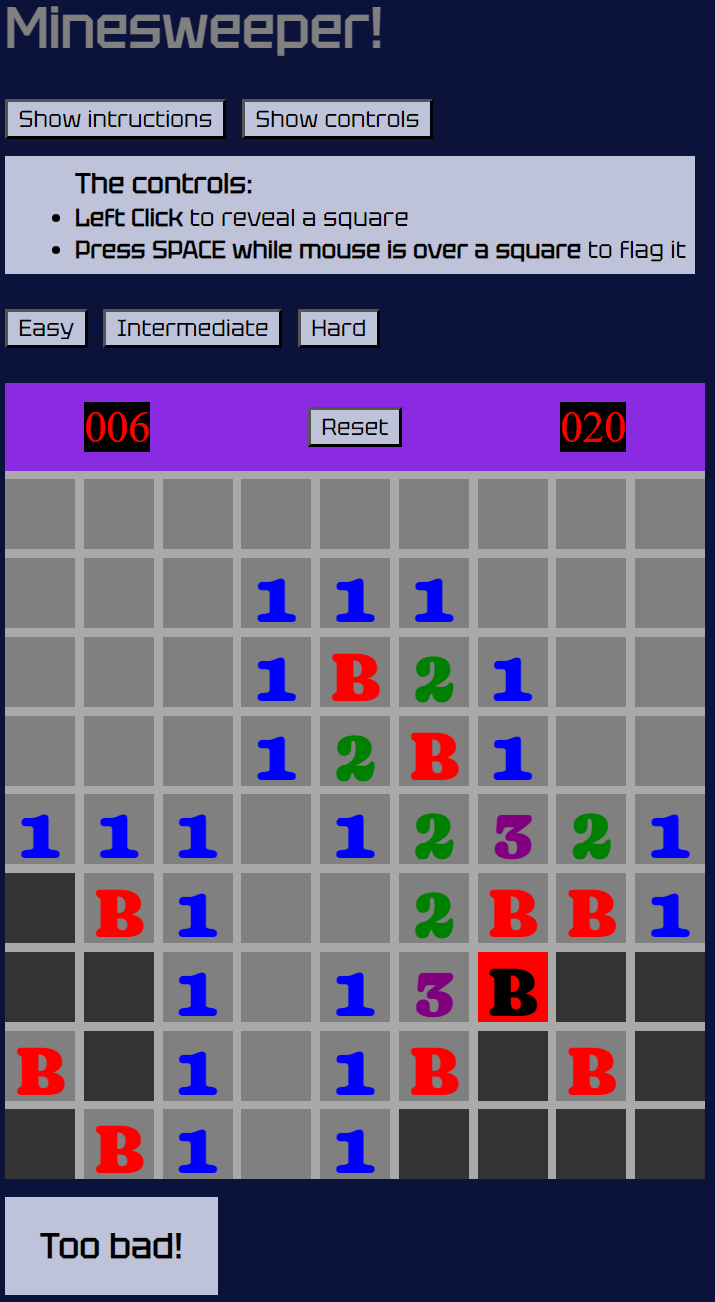 Minesweeper!
Show intructions Show controls
The controls:
• Left Click to reveal a square
• Press SPACE while mouse is over a square to flag it
Easy Intermediate Hard
006 Reset 020
1 1 1
1 B 2 1
1 2 B 1
1 1 1 1 2 3 2 1
B 1 2 B B 1
1 1 3 B
B 1 1 B B
B 1 1
Too bad!